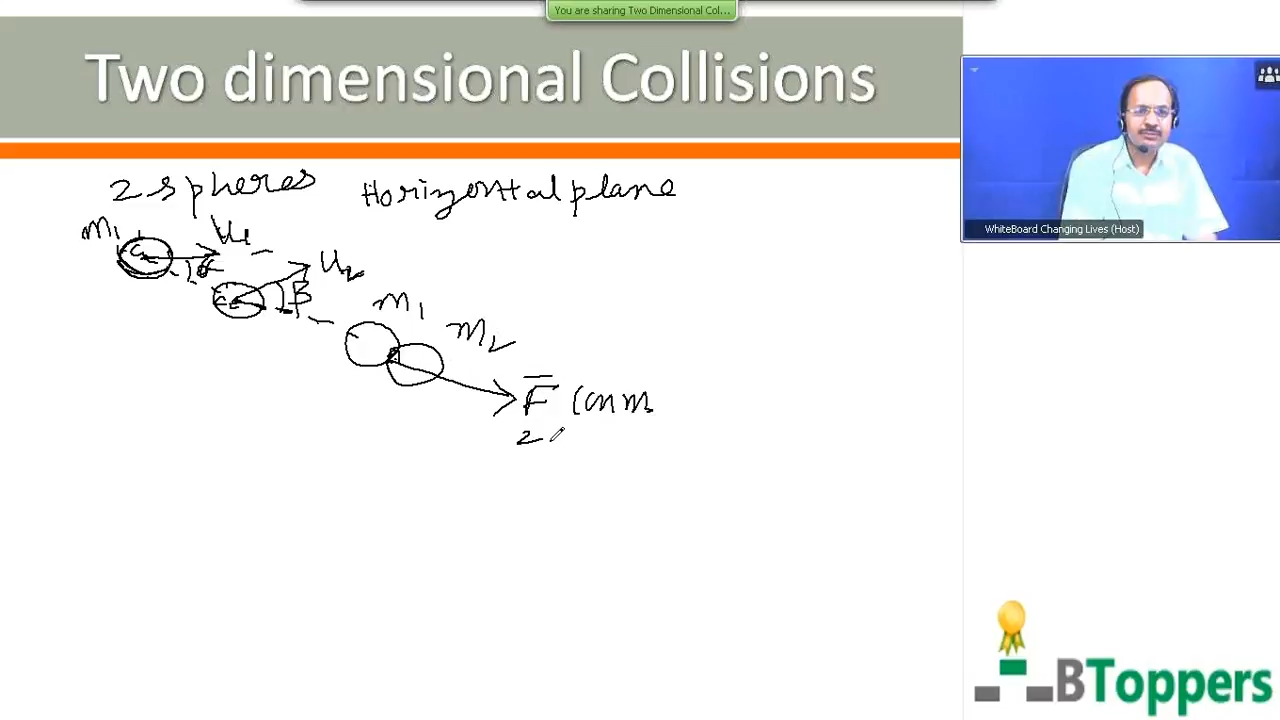 You are sharing Two Dimensional Col...
Two dimensional Collisions
2 spheres Horizontal plane
m1 u1
α
u2
β
m1
m2
F
2
WhiteBoard Changing Lives (Host)
BToppers